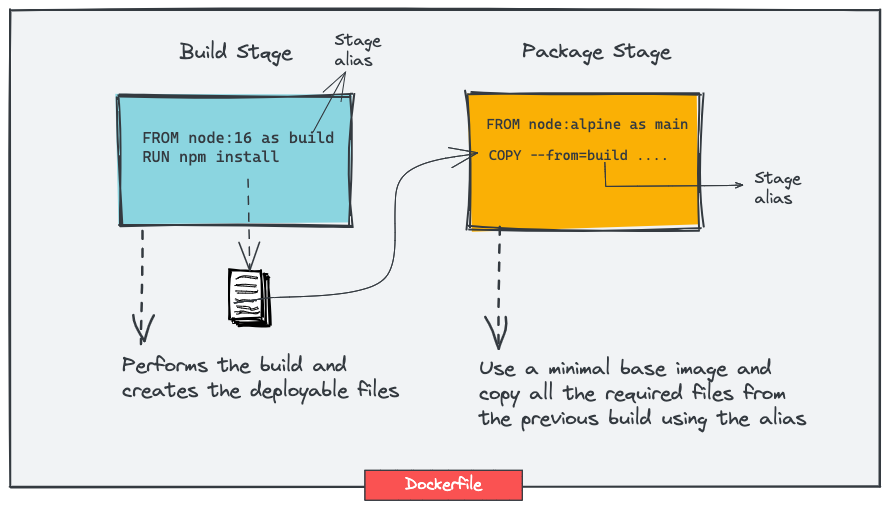 Build Stage
Stage
alias
FROM node:16 as build
RUN npm install
Performs the build and
creates the deployable files
Package Stage
FROM node:alpine as main
COPY --from=build ....
Stage
alias
Use a minimal base image and
copy all the required files from
the previous build using the alias
Dockerfile